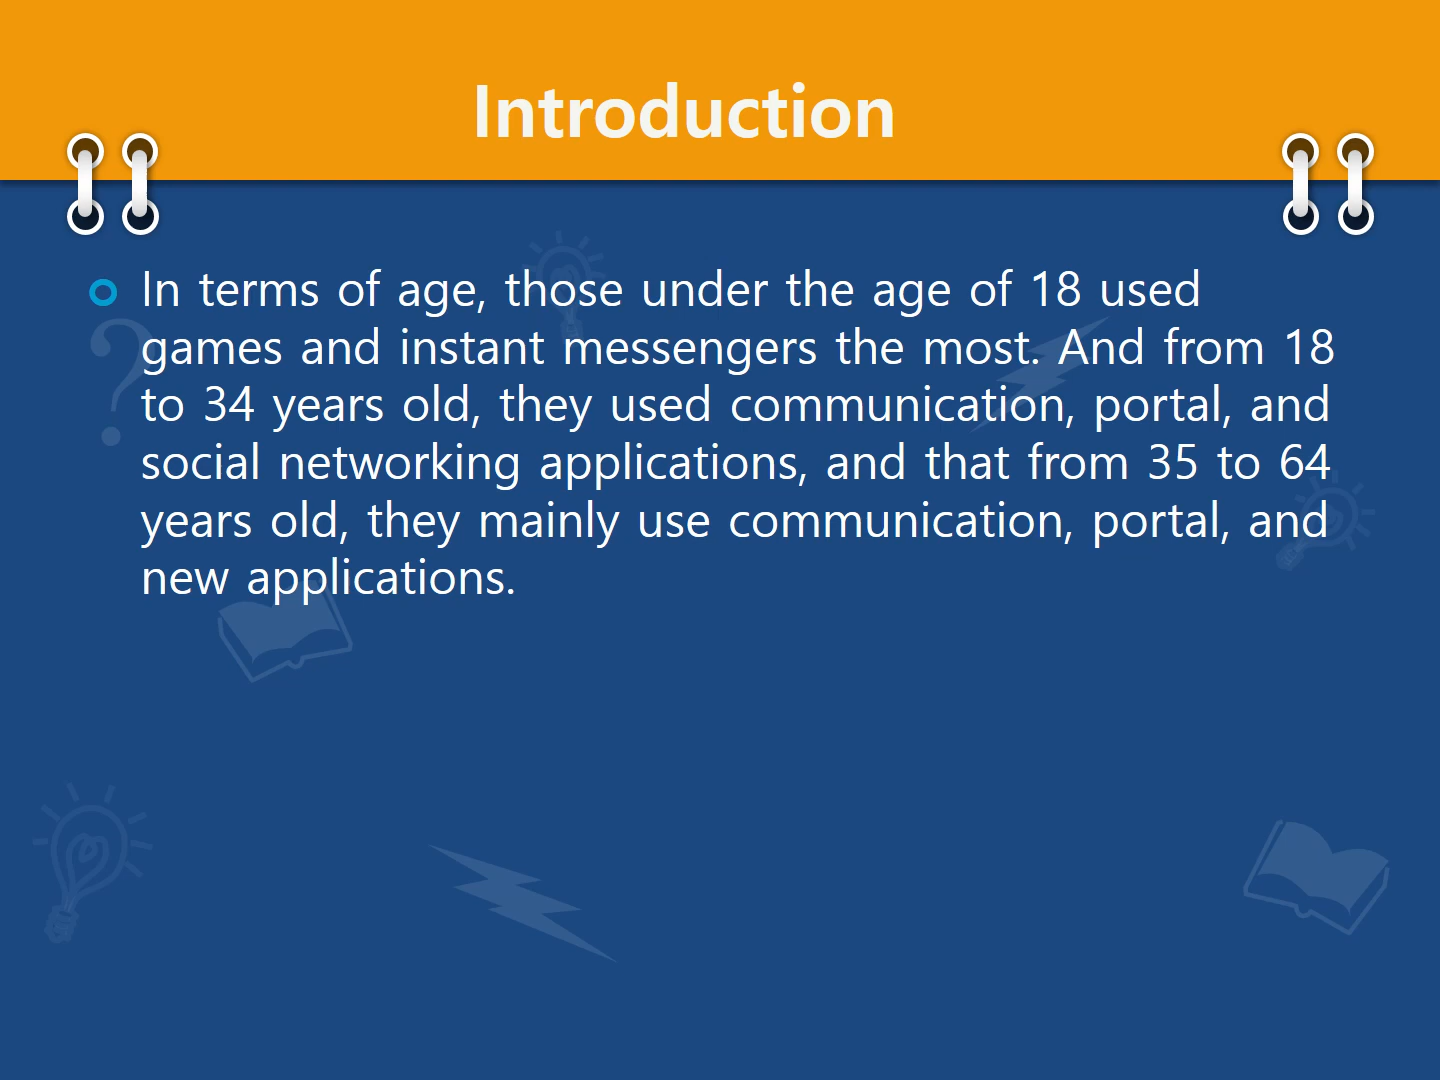 Introduction
In terms of age, those under the age of 18 used
games and instant messengers the most. And from 18
to 34 years old, they used communication, portal, and
social networking applications, and that from 35 to 64
years old, they mainly use communication, portal, and
new applications.